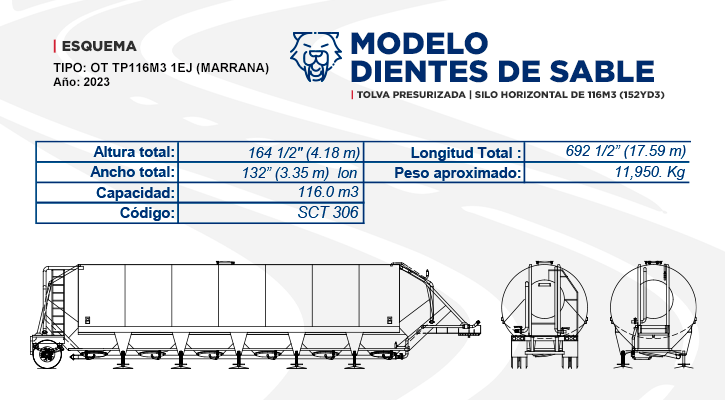 | ESQUEMA
TIPO: OT TP116M3 1EJ (MARRANA)
Año: 2023
MODELO
DIENTES DE SABLE
| TOLVA PRESURIZADA | SILO HORIZONTAL DE 116M3 (152YD3)
Altura total: 164 1/2" (4.18 m) Longitud Total : 692 1/2” (17.59 m)
Ancho total: 132” (3.35 m) lon Peso aproximado: 11,950. Kg
Capacidad: 116.0 m3
Código: SCT 306